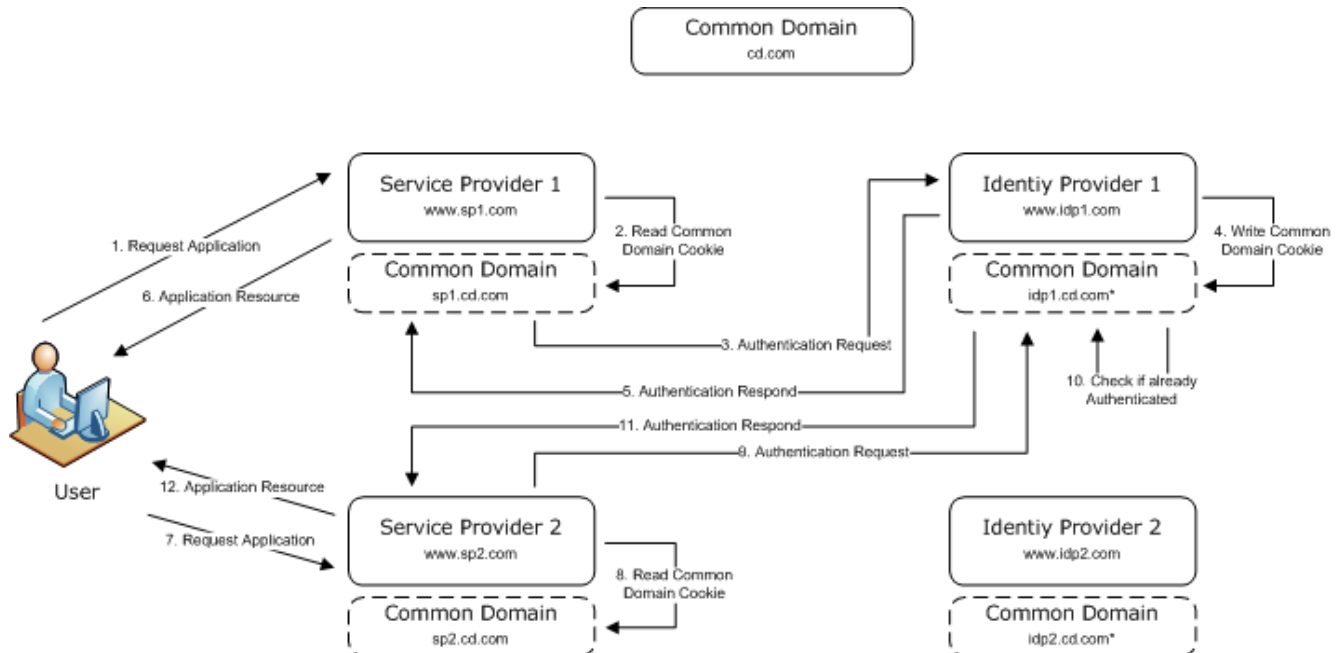 Common Domain
cd.com
Service Provider 1
www.sp1.com
Identiy Provider 1
www.idp1.com
1. Request Application
2. Read Common
Domain Cookie
4. Write Common
Domain Cookie
Common Domain
sp1.cd.com
Common Domain
idp1.cd.com*
6. Application Resource
3. Authentication Request
5. Authentication Respond
10. Check if already
Authenticated
11. Authentication Respond
9. Authentication Request
User
12. Application Resource
7. Request Application
Service Provider 2
www.sp2.com
Identiy Provider 2
www.idp2.com
8. Read Common
Domain Cookie
Common Domain
sp2.cd.com
Common Domain
idp2.cd.com*